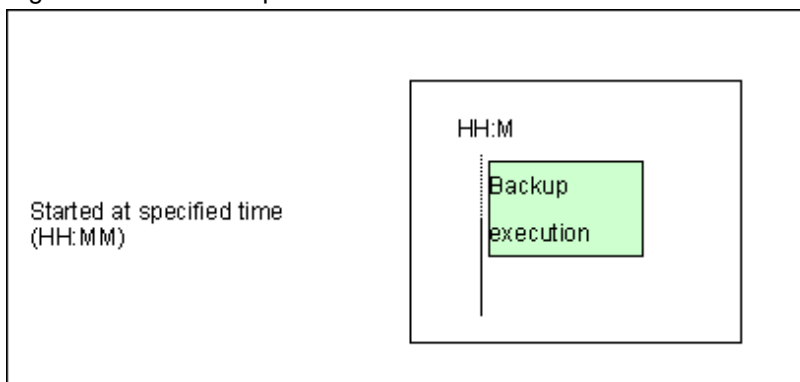 Started at specified time
(HH:MM)
HH:M
Backup
execution